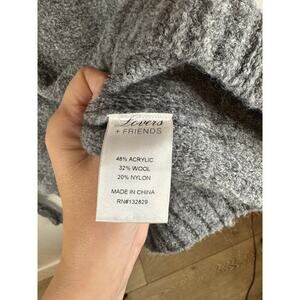 Lovers
+ FRIENDS
48% ACRYLIC
32% WOOL
20% NYLON
MADE IN CHINA
RN#132829